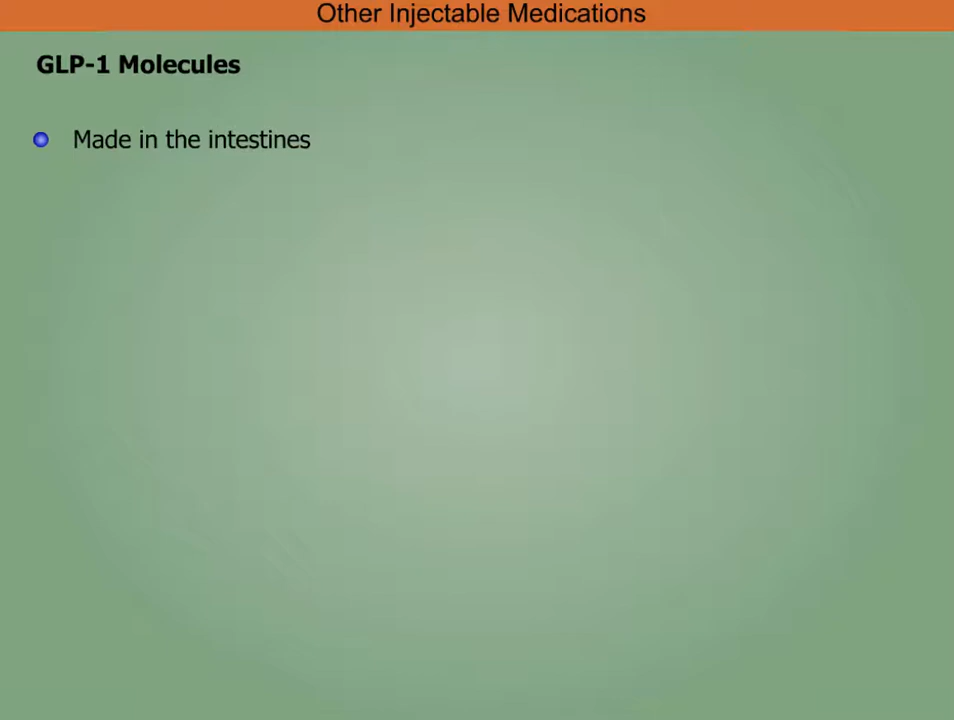 Other Injectable Medications
GLP-1 Molecules
Made in the intestines